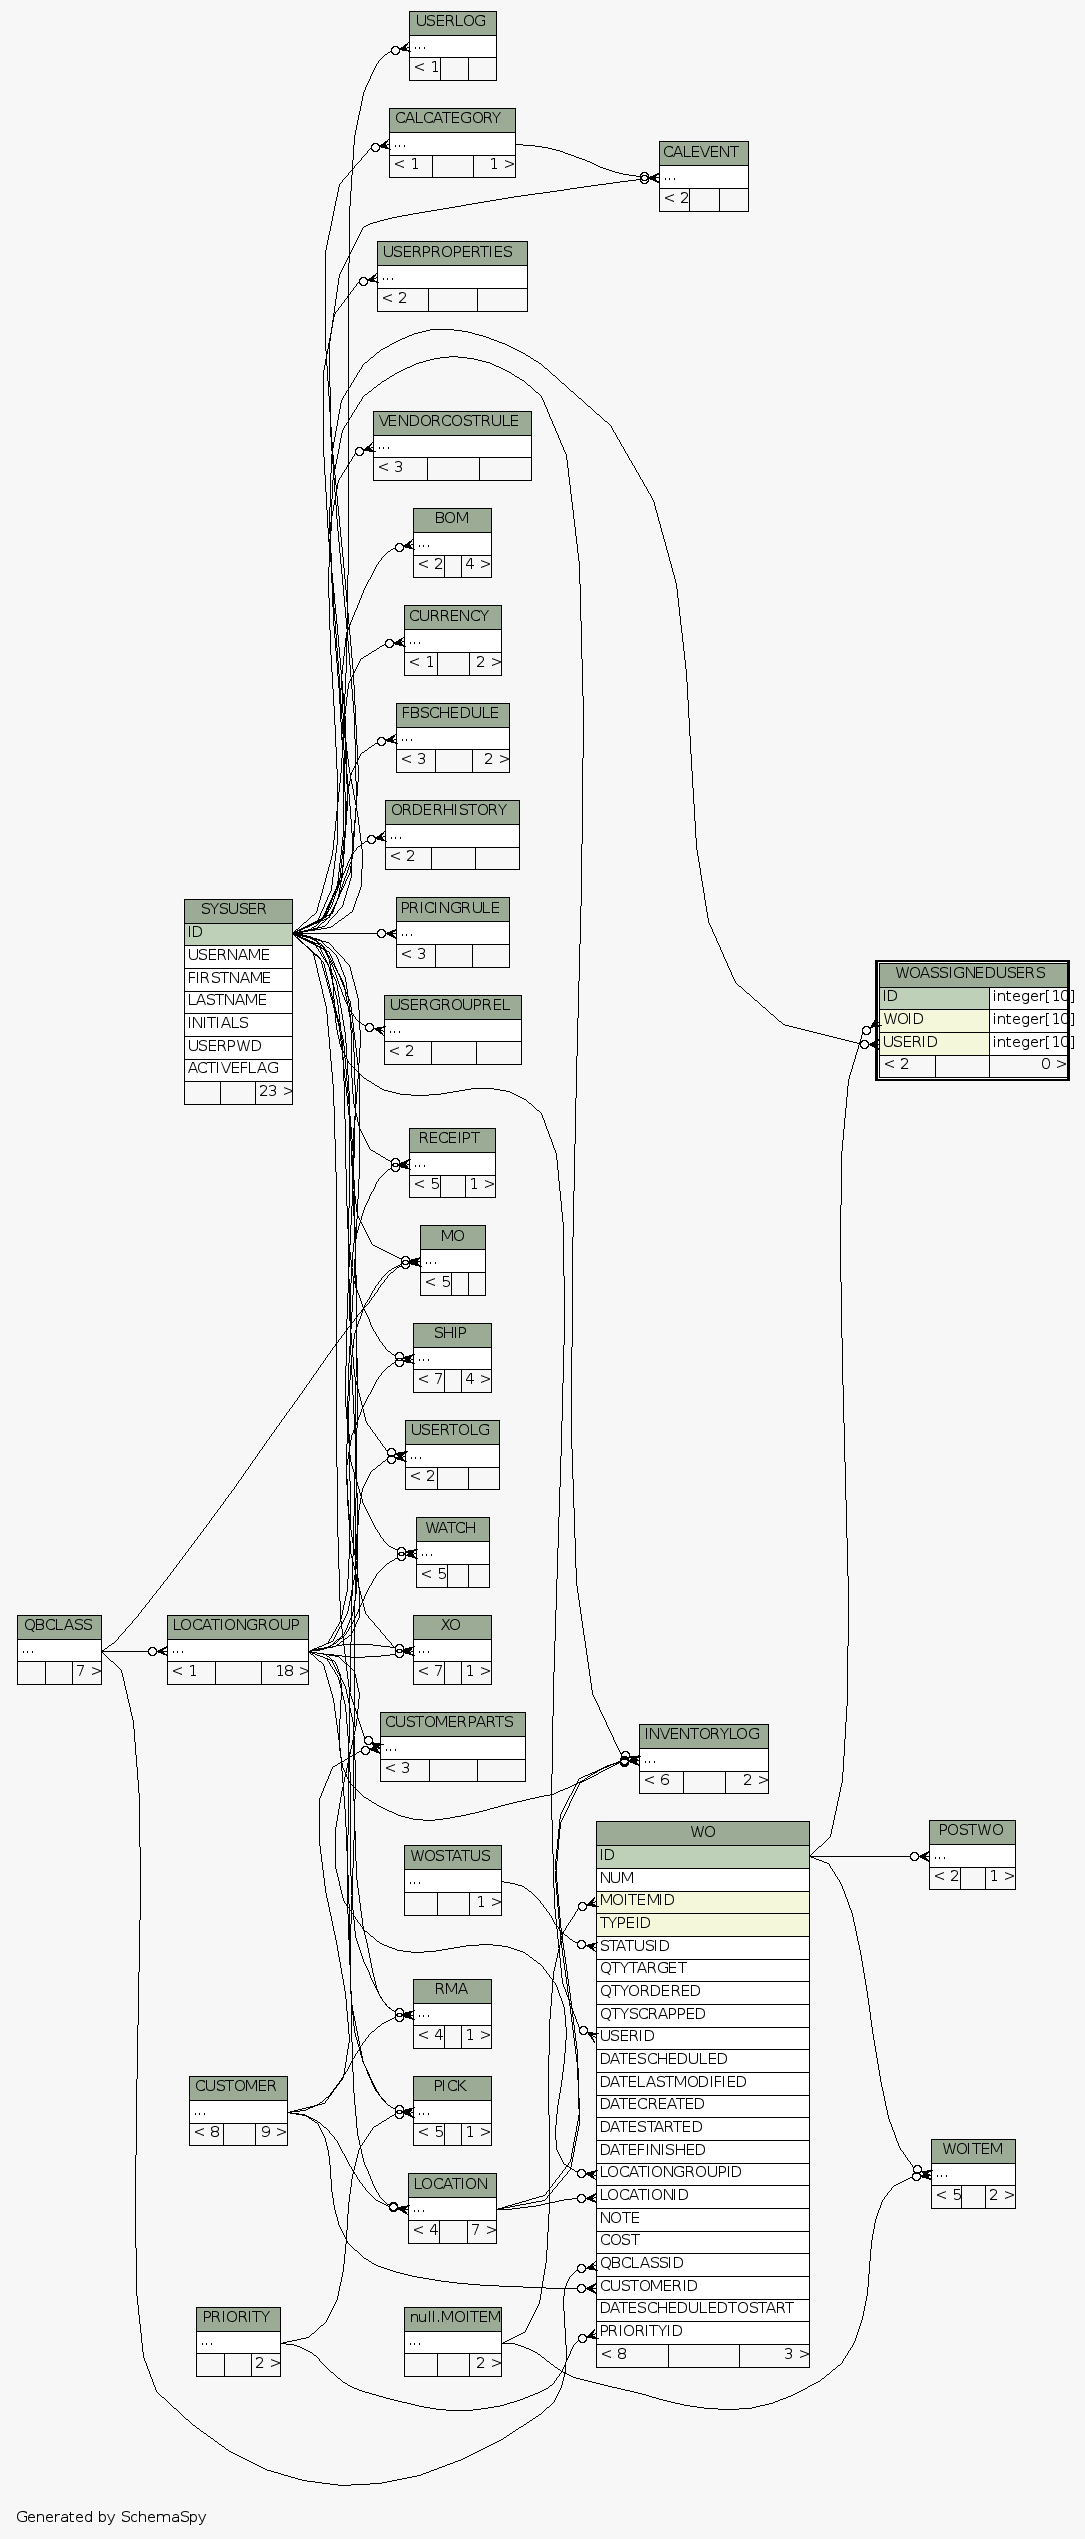 USERLOG
...
< 1
CALCATEGORY
...
< 1 1 >
CALEVENT
...
< 2
USERPROPERTIES
...
< 2
VENDORCOSTRULE
...
< 3
BOM
...
< 2 4 >
CURRENCY
...
< 1 2 >
FBSCHEDULE
...
< 3 2 >
ORDERHISTORY
...
< 2
SYSUSER
ID
USERNAME
FIRSTNAME
LASTNAME
INITIALS
USERPWD
ACTIVEFLAG
23 >
PRICINGRULE
...
< 3
WOASSIGNEDUSERS
ID integer[10]
WOID integer[10]
USERID integer[10]
< 2 0 >
USERGROUPREL
...
< 2
RECEIPT
...
< 5 1 >
MO
...
< 5
SHIP
...
< 7 4 >
USERTOLG
...
< 2
WATCH
...
< 5
QBCLASS
...
7 >
LOCATIONGROUP
...
< 1 18 >
XO
...
< 7 1 >
CUSTOMERPARTS
...
< 3
INVENTORYLOG
...
< 6 2 >
WO
ID
NUM
MOITEMID
TYPEID
STATUSID
QTYTARGET
QTYORDERED
QTYSCRAPPED
USERID
DATESCHEDULED
DATELASTMODIFIED
DATECREATED
DATESTARTED
DATEFINISHED
LOCATIONGROUPID
LOCATIONID
NOTE
COST
QBCLASSID
CUSTOMERID
DATESCHEDULEDTOSTART
PRIORITYID
< 8 3 >
POSTWO
...
< 2 1 >
WOSTATUS
...
1 >
RMA
...
< 4 1 >
CUSTOMER
...
< 8 9 >
PICK
...
< 5 1 >
WOITEM
...
< 5 2 >
LOCATION
...
< 4 7 >
PRIORITY
...
2 >
null.MOITEM
...
2 >
Generated by SchemaSpy